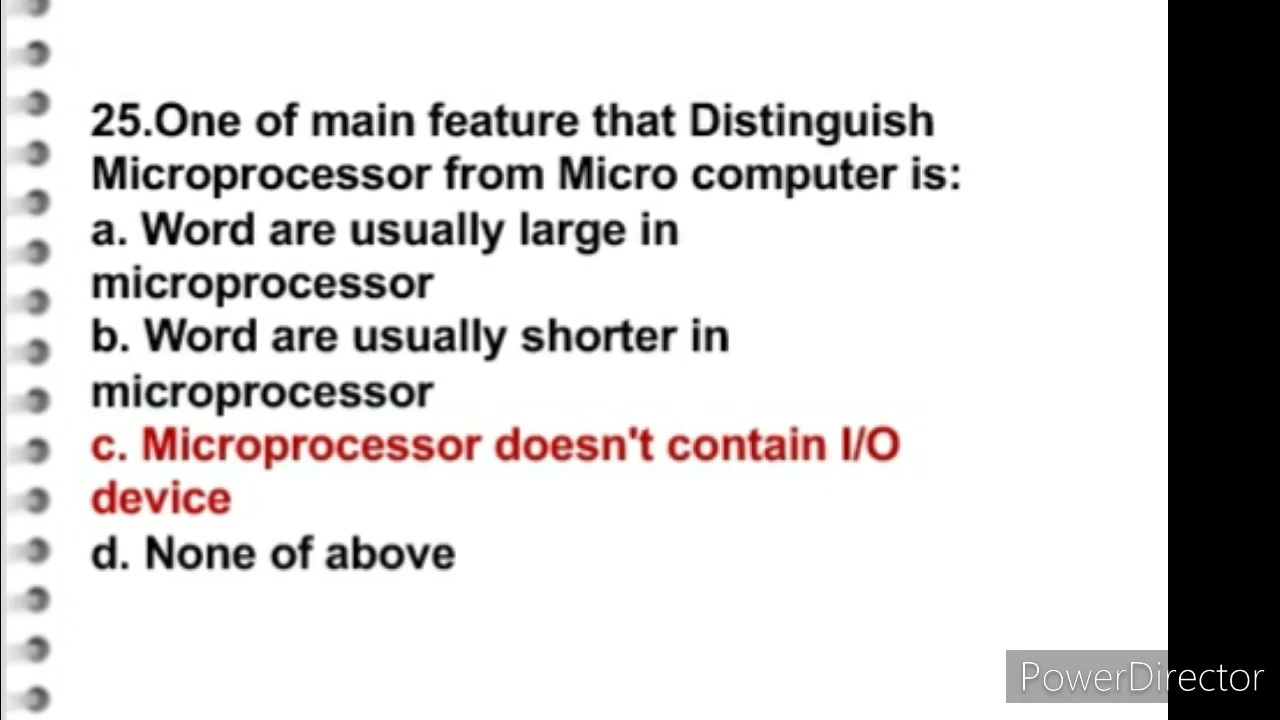 25.One of main feature that Distinguish
Microprocessor from Micro computer is:
a. Word are usually large in
microprocessor
b. Word are usually shorter in
microprocessor
c. Microprocessor doesn't contain I/O
device
d. None of above
PowerDirector